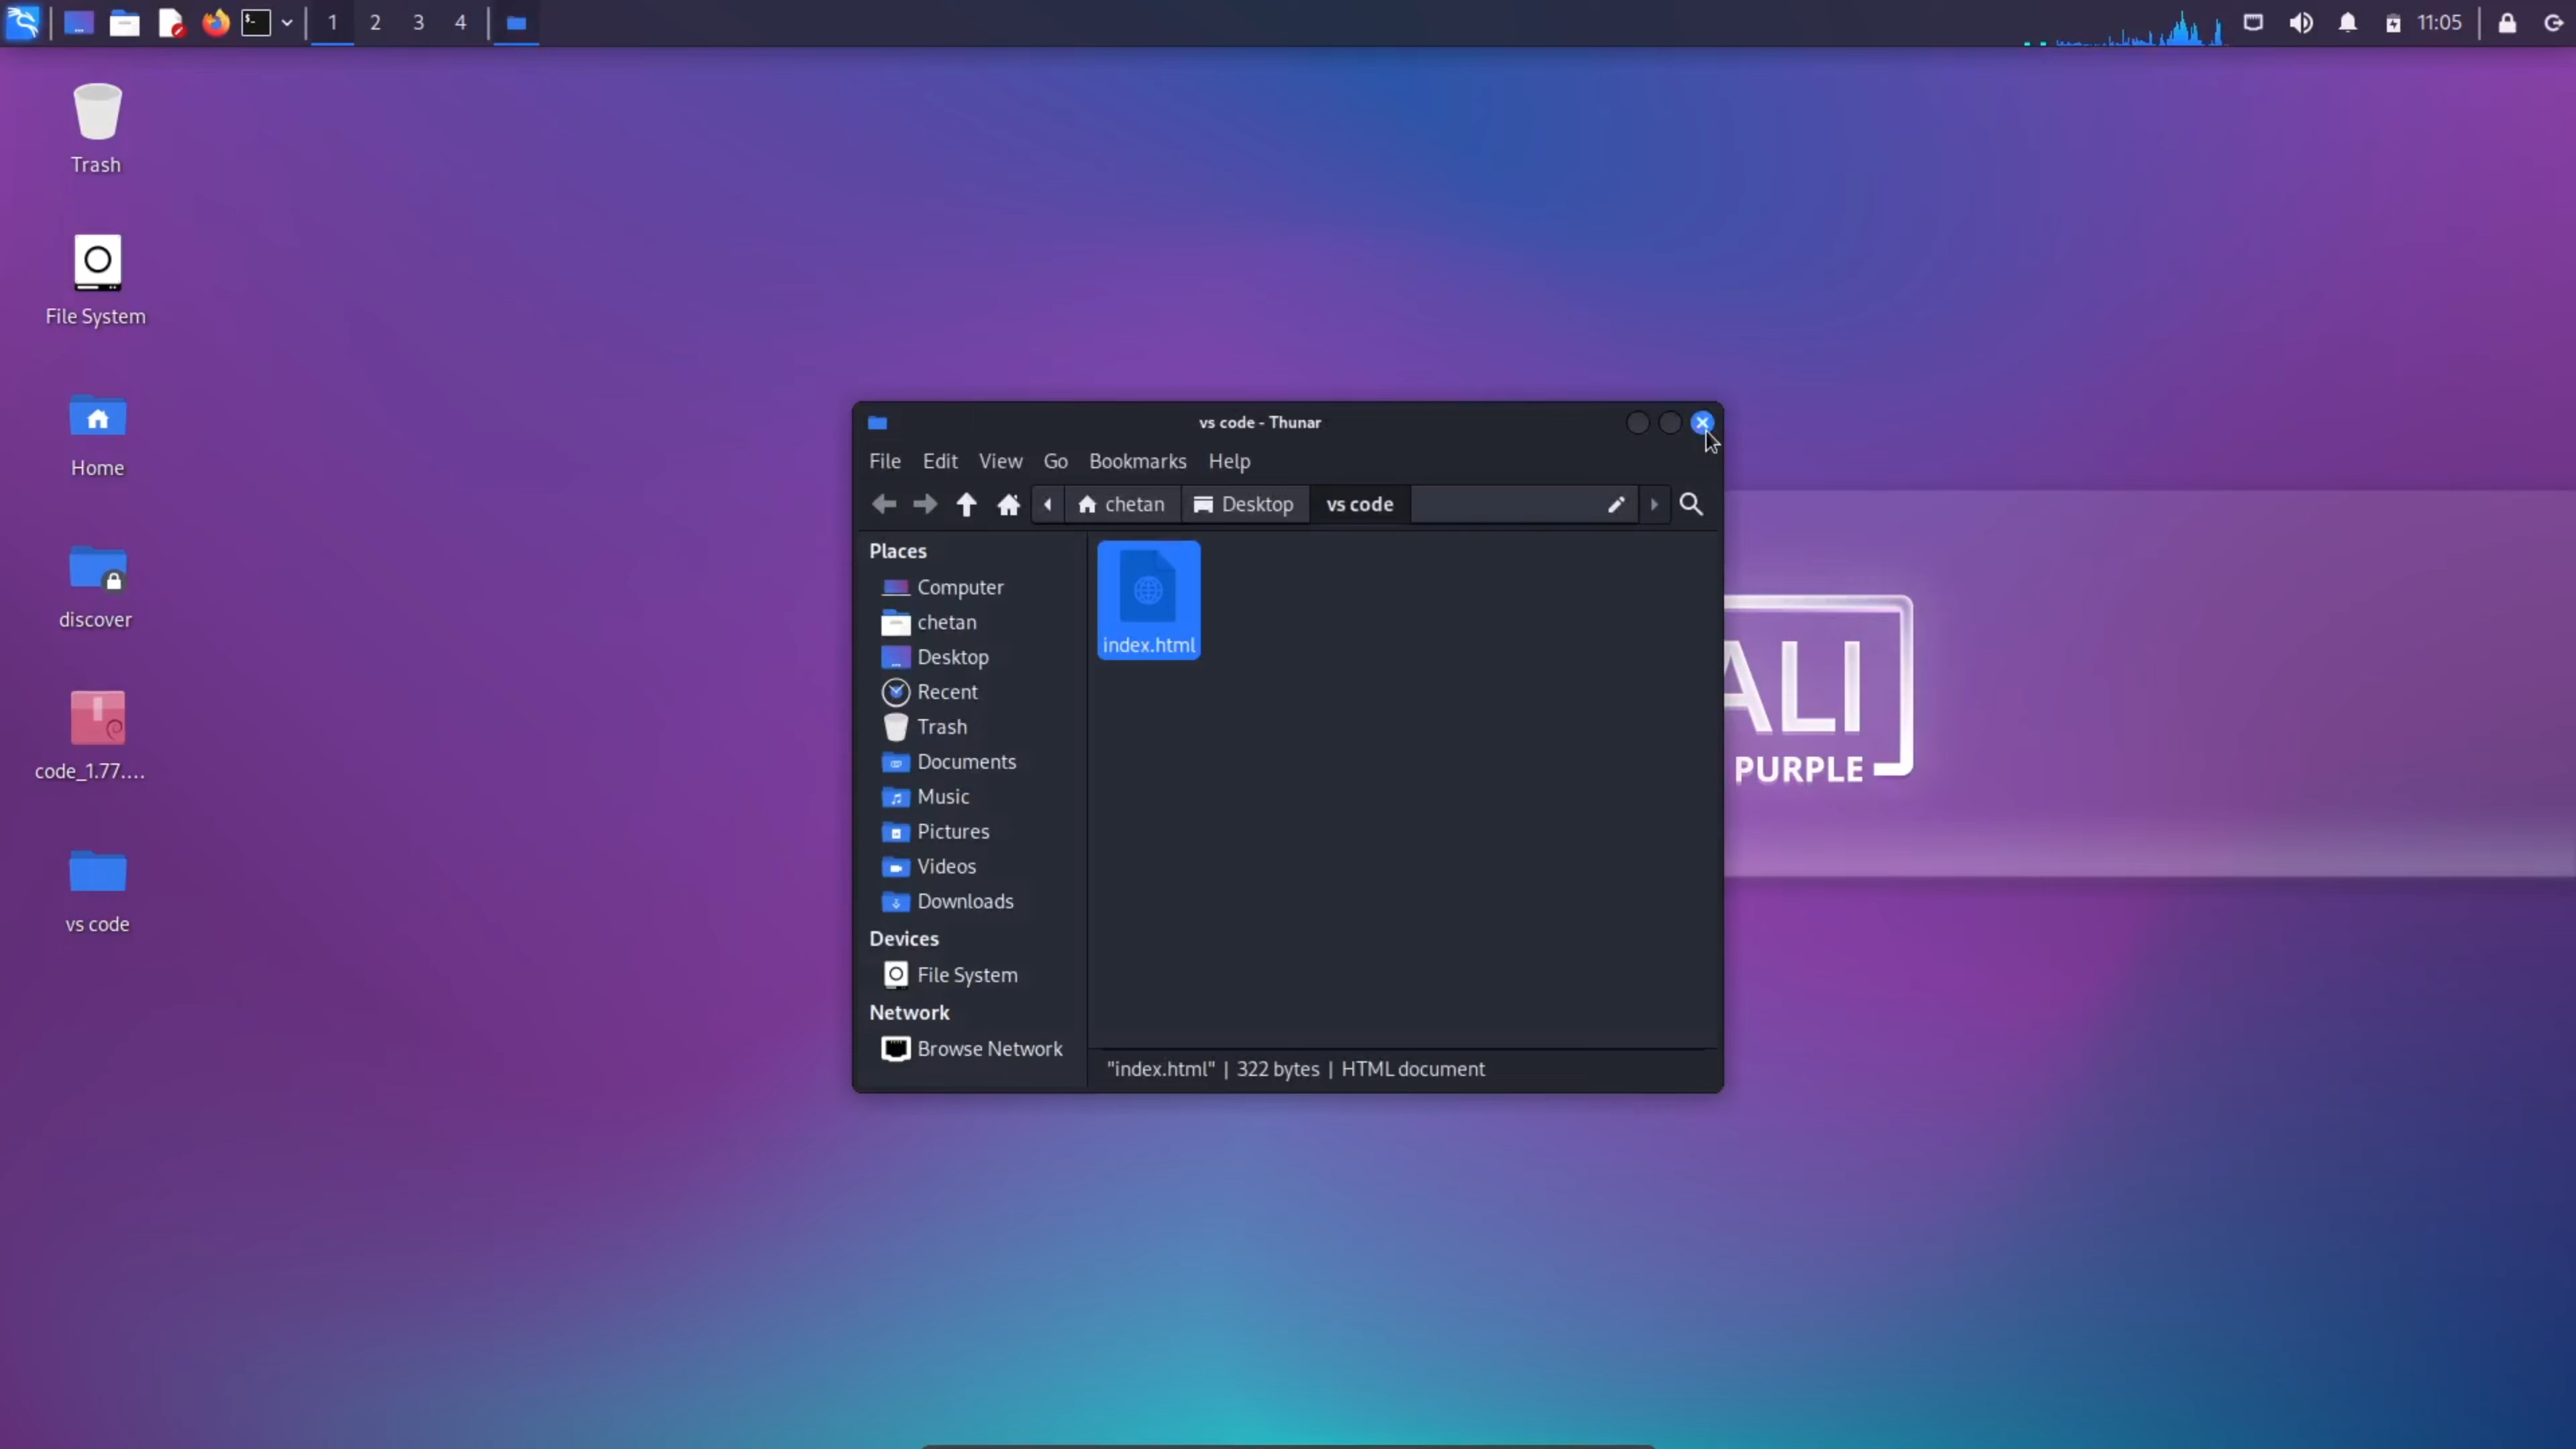 1 2 3 4
11:05
Trash
File System
Home
discover
code_1.77....
vs code
vs code - Thunar
File Edit View Go Bookmarks Help
chetan Desktop vs code
Places
Computer
chetan
Desktop
Recent
Trash
Documents
Music
Pictures
Videos
Downloads
Devices
File System
Network
Browse Network
index.html
"index.html" | 322 bytes | HTML document
ALI
PURPLE